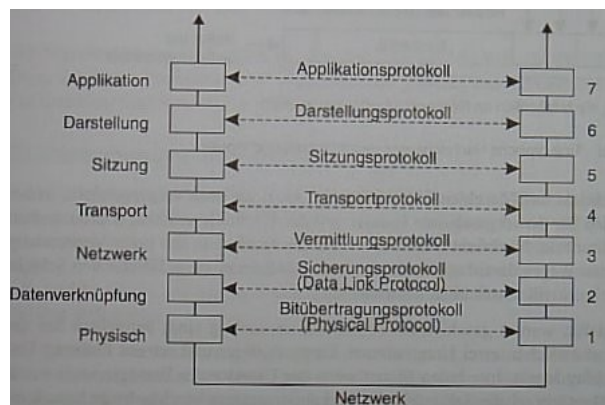 Applikation Applikationsprotokoll 7
Darstellung Darstellungsprotokoll 6
Sitzung Sitzungsprotokoll 5
Transport Transportprotokoll 4
Netzwerk Vermittlungsprotokoll 3
Datenverknüpfung Sicherungsprotokoll 2
(Data Link Protocol)
Physisch Bitübertragungsprotokoll 1
(Physical Protocol)
Netzwerk